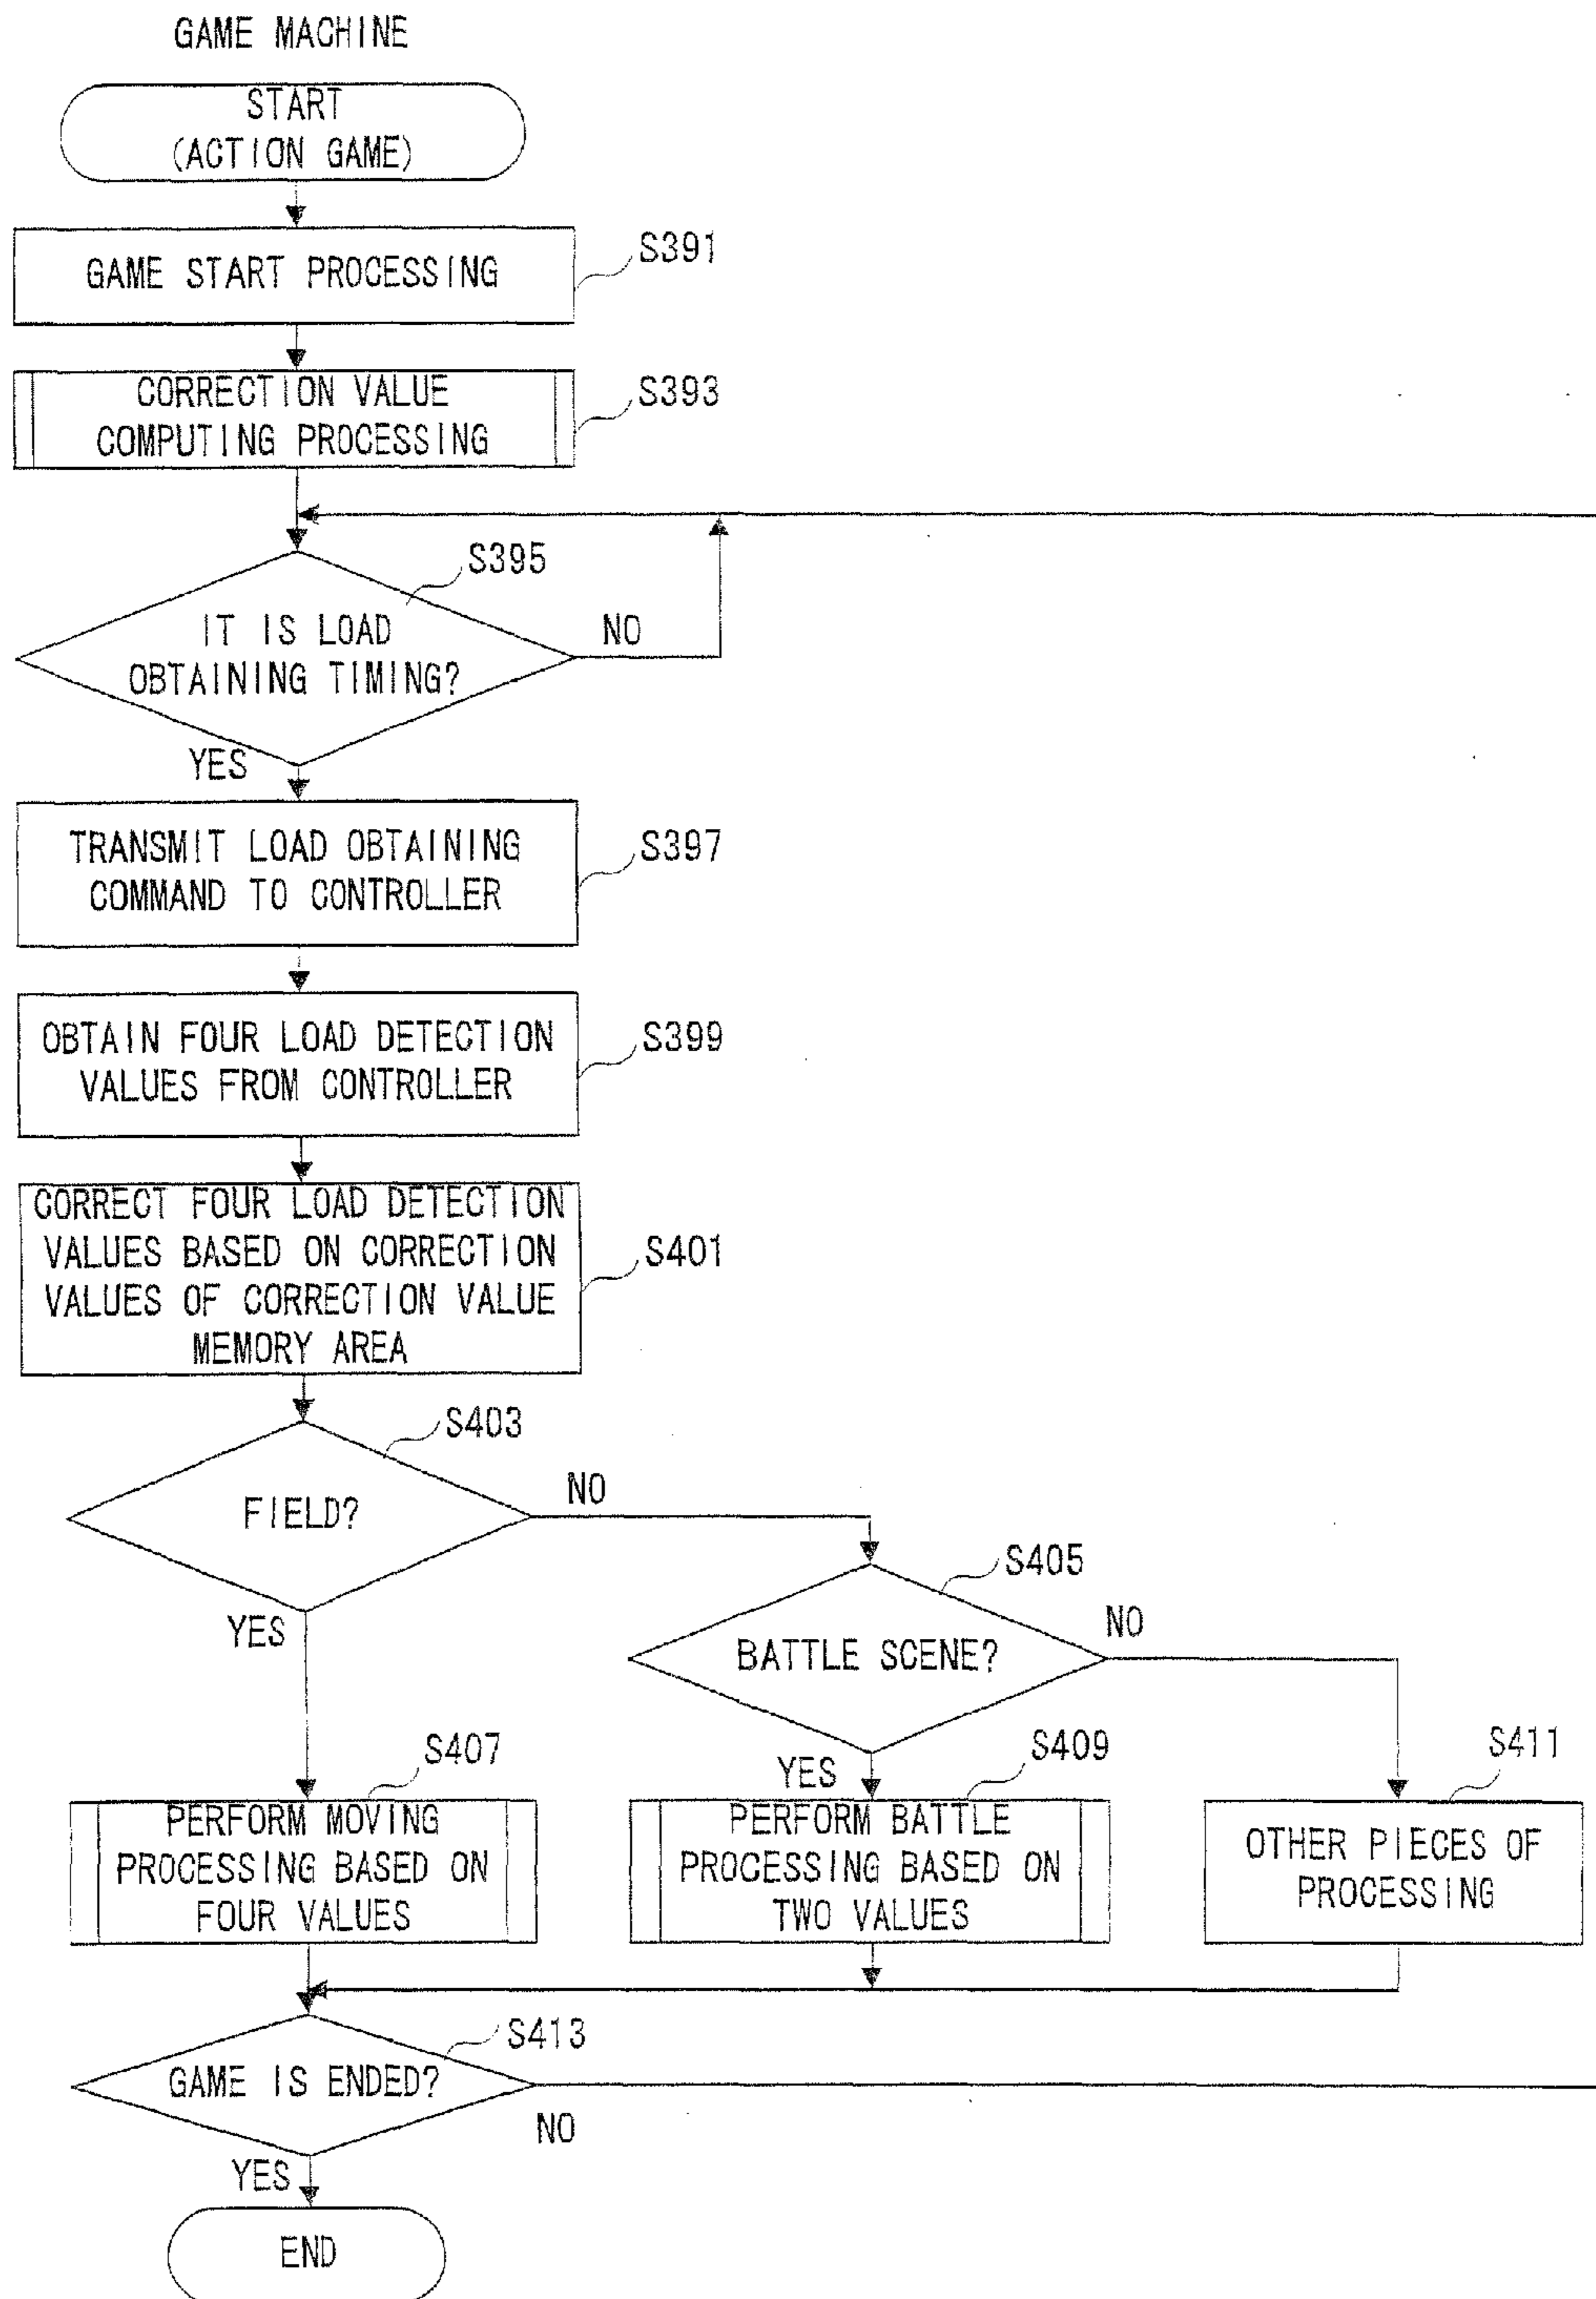 GAME MACHINE
START
(ACTION GAME)
GAME START PROCESSING
S391
CORRECTION VALUE
COMPUTING PROCESSING
S393
S395
IT IS LOAD
OBTAINING TIMING?
NO
YES
TRANSMIT LOAD OBTAINING
COMMAND TO CONTROLLER
S397
OBTAIN FOUR LOAD DETECTION
VALUES FROM CONTROLLER
S399
CORRECT FOUR LOAD DETECTION
VALUES BASED ON CORRECTION
VALUES OF CORRECTION VALUE
MEMORY AREA
S401
S403
FIELD?
NO
YES
S405
BATTLE SCENE?
NO
YES
S407
PERFORM MOVING
PROCESSING BASED ON
FOUR VALUES
S409
PERFORM BATTLE
PROCESSING BASED ON
TWO VALUES
S411
OTHER PIECES OF
PROCESSING
S413
GAME IS ENDED?
NO
YES
END